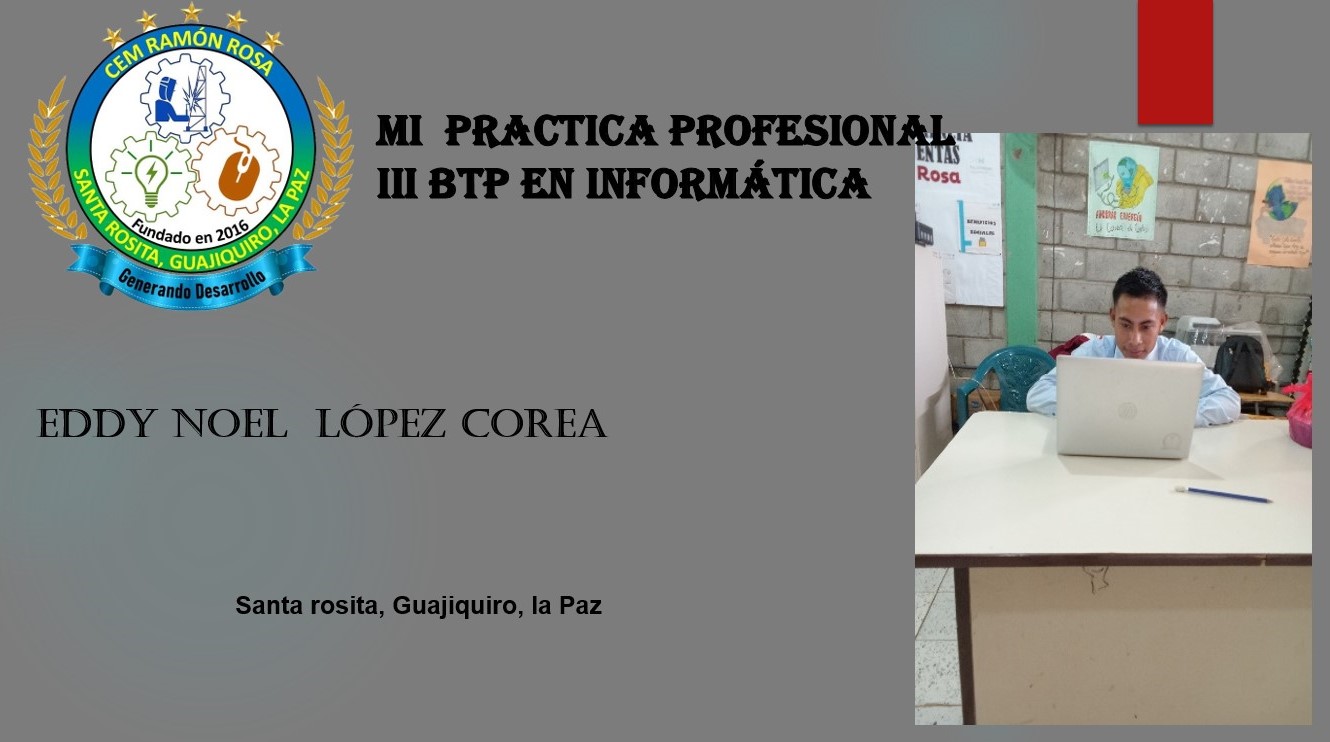 CEM RAMÓN ROSA
Fundado en 2016
SANTA ROSITA, GUAJIQUIRO, LA PAZ
Generando Desarrollo
MI PRACTICA PROFESIONAL
III BTP EN INFORMÁTICA
ENTAS
Rosa
EDDY NOEL LÓPEZ COREA
Santa rosita, Guajiquiro, la Paz